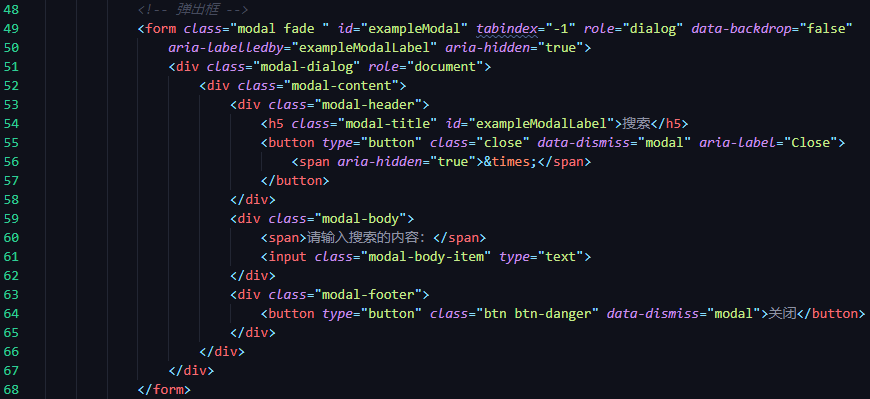 48 <!-- 弹出框 -->
49 <form class="modal fade " id="exampleModal" tabindex="-1" role="dialog" data-backdrop="false"
50 aria-labelledby="exampleModalLabel" aria-hidden="true">
51 <div class="modal-dialog" role="document">
52 <div class="modal-content">
53 <div class="modal-header">
54 <h5 class="modal-title" id="exampleModalLabel">搜索</h5>
55 <button type="button" class="close" data-dismiss="modal" aria-label="Close">
56 <span aria-hidden="true">&times;</span>
57 </button>
58 </div>
59 <div class="modal-body">
60 <span>请输入搜索的内容：</span>
61 <input class="modal-body-item" type="text">
62 </div>
63 <div class="modal-footer">
64 <button type="button" class="btn btn-danger" data-dismiss="modal">关闭</button>
65 </div>
66 </div>
67 </div>
68 </form>